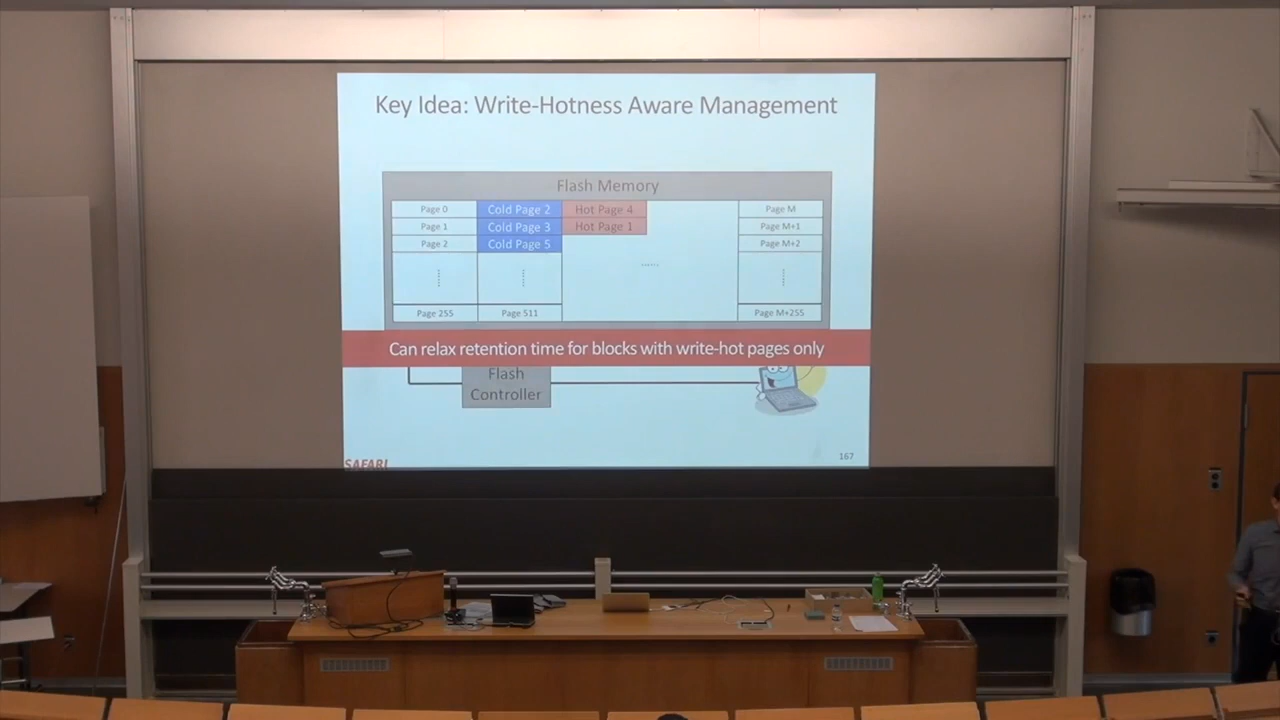 Key Idea: Write-Hotness Aware Management
Flash Memory
Page 0 Cold Page 2 Hot Page 4 Page M
Page 1 Cold Page 3 Hot Page 1 Page M+1
Page 2 Cold Page 5 Page M+2
......
Page 255 Page 511 Page M+255
Can relax retention time for blocks with write-hot pages only
Flash
Controller
SAFARI
167